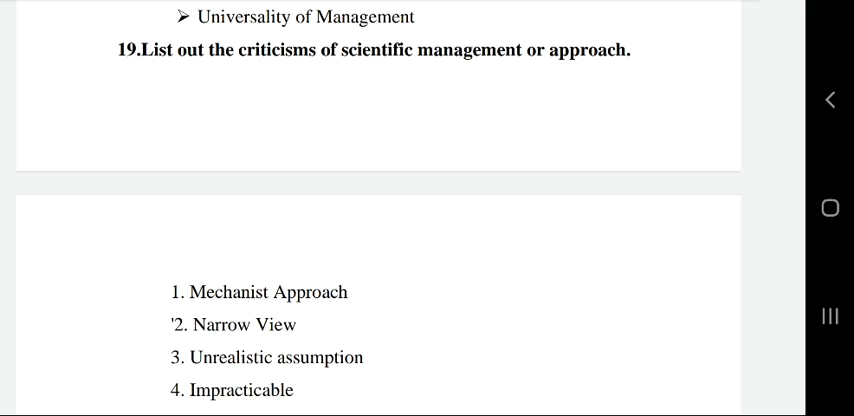 ➢ Universality of Management
19.List out the criticisms of scientific management or approach.
1. Mechanist Approach
'2. Narrow View
3. Unrealistic assumption
4. Impracticable